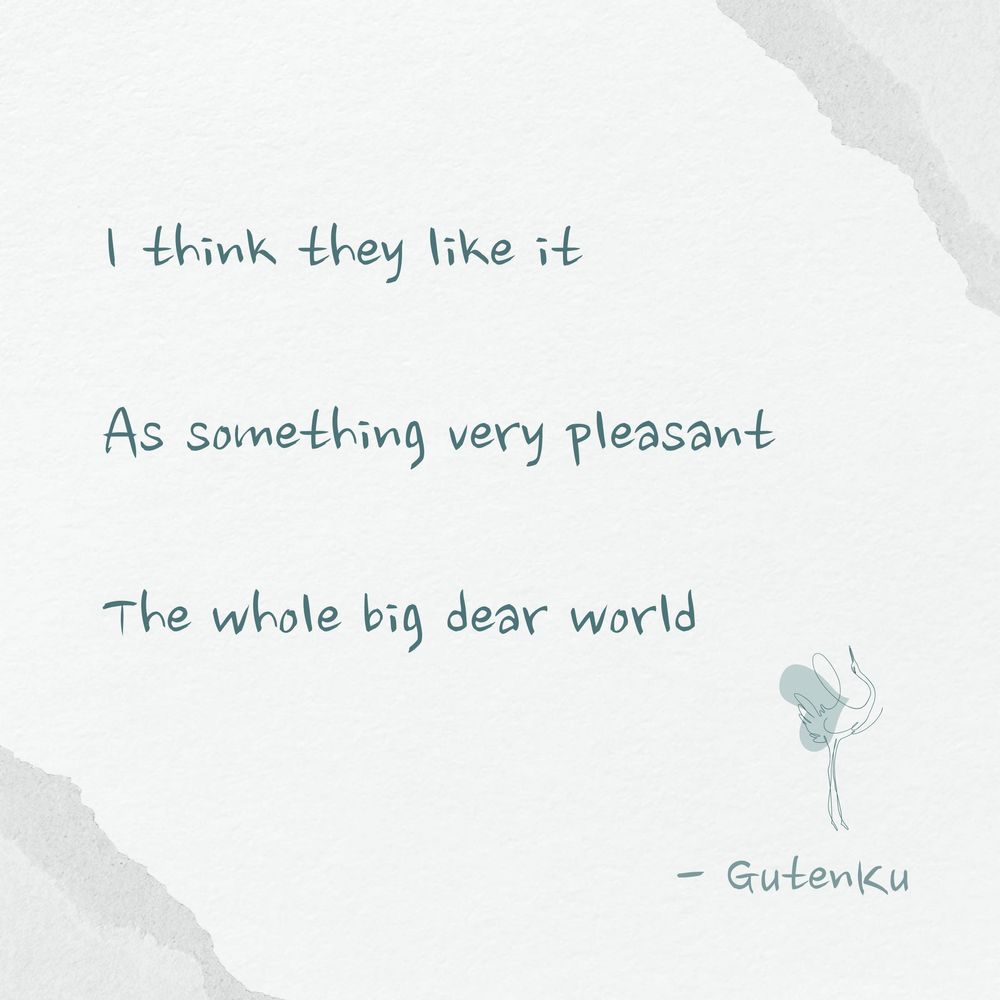 I think they like it
As something very pleasant
The whole big dear world
- GutenKu